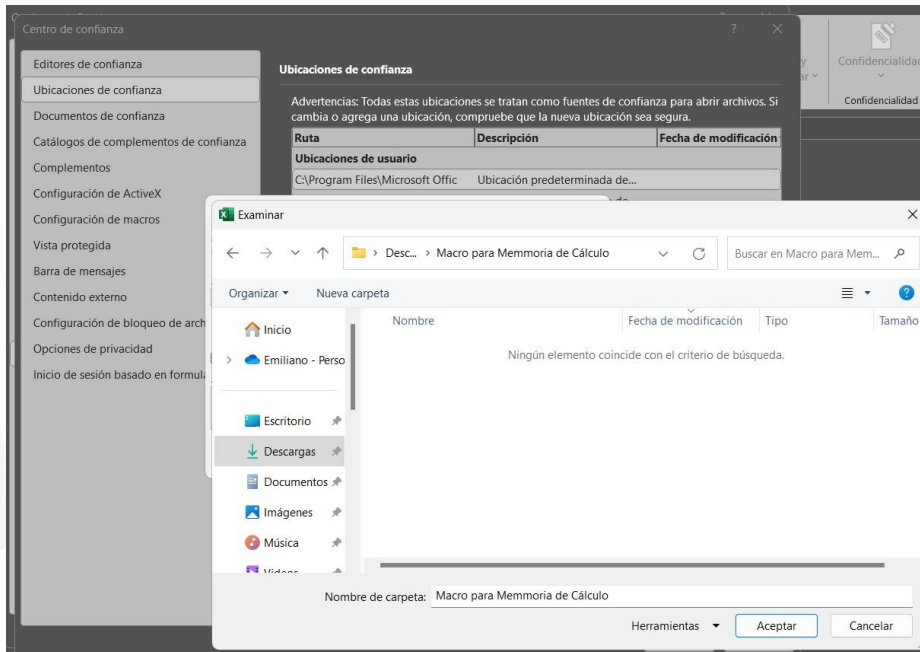 Centro de confianza
Editores de confianza
Ubicaciones de confianza
Documentos de confianza
Catálogos de complementos de confianza
Complementos
Configuración de ActiveX
Configuración de macros
Vista protegida
Barra de mensajes
Contenido externo
Configuración de bloqueo de arch
Opciones de privacidad
Inicio de sesión basado en formula
Ubicaciones de confianza
Advertencias: Todas estas ubicaciones se tratan como fuentes de confianza para abrir archivos. Si
cambia o agrega una ubicación, compruebe que la nueva ubicación sea segura.
Ruta Descripción Fecha de modificación
Ubicaciones de usuario
C:\Program Files\Microsoft Offic Ubicación predeterminada de...
Confidencialidad
Confidencialidad
Examinar
Desc... › Macro para Memmoria de Cálculo
Buscar en Macro para Mem...
Organizar Nueva carpeta
Nombre Fecha de modificación Tipo Tamaño
Ningún elemento coincide con el criterio de búsqueda.
Inicio
Emiliano - Perso
Escritorio
Descargas
Documentos
Imágenes
Música
Nombre de carpeta: Macro para Memmoria de Cálculo
Herramientas Aceptar Cancelar